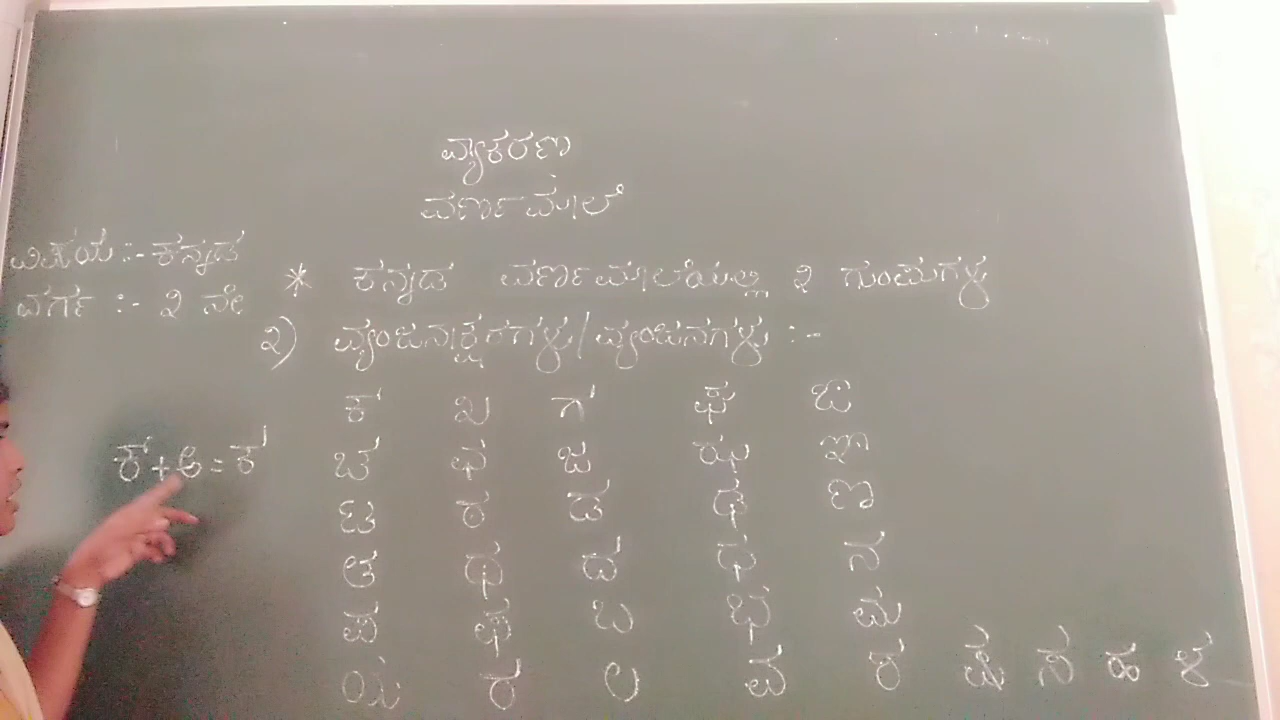 ವ್ಯಾಕರಣ
ವರ್ಣಮಾಲೆ
ವಿಷಯ :- ಕನ್ನಡ
ವರ್ಗ :- ೨ ನೇ
* ಕನ್ನಡ ವರ್ಣಮಾಲೆಯಲ್ಲಿ ೨ ಗುಂಪುಗಳು
೨) ವ್ಯಂಜನಾಕ್ಷರಗಳು/ವ್ಯಂಜನಗಳು :-
ಕ ಖ ಗ ಘ ಙ
ಕ್+ಅ=ಕ
ಚ ಛ ಜ ಝ ಞ
ಟ ಠ ಡ ಢ ಣ
ತ ಥ ದ ಧ ನ
ಪ ಫ ಬ ಭ ಮ
ಯ ರ ಲ ವ ಶ ಷ ಸ ಹ ಳ